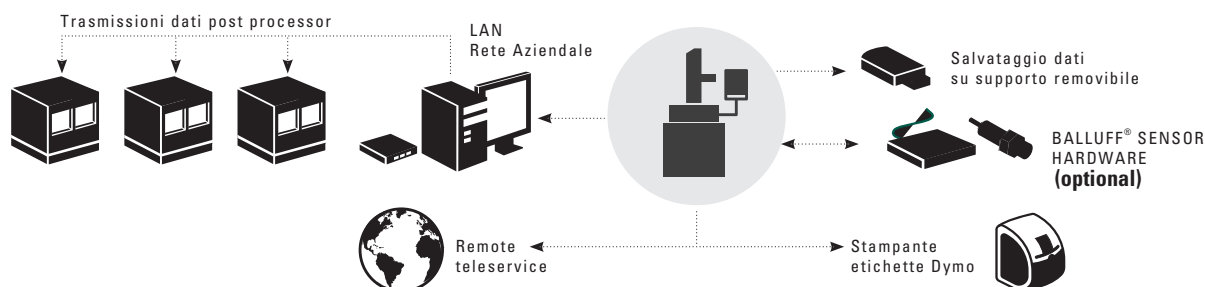 Trasmissioni dati post processor
LAN
Rete Aziendale
Salvataggio dati
su supporto removibile
BALLUFF® SENSOR
HARDWARE
(optional)
Remote
teleservice
Stampante
etichette Dymo